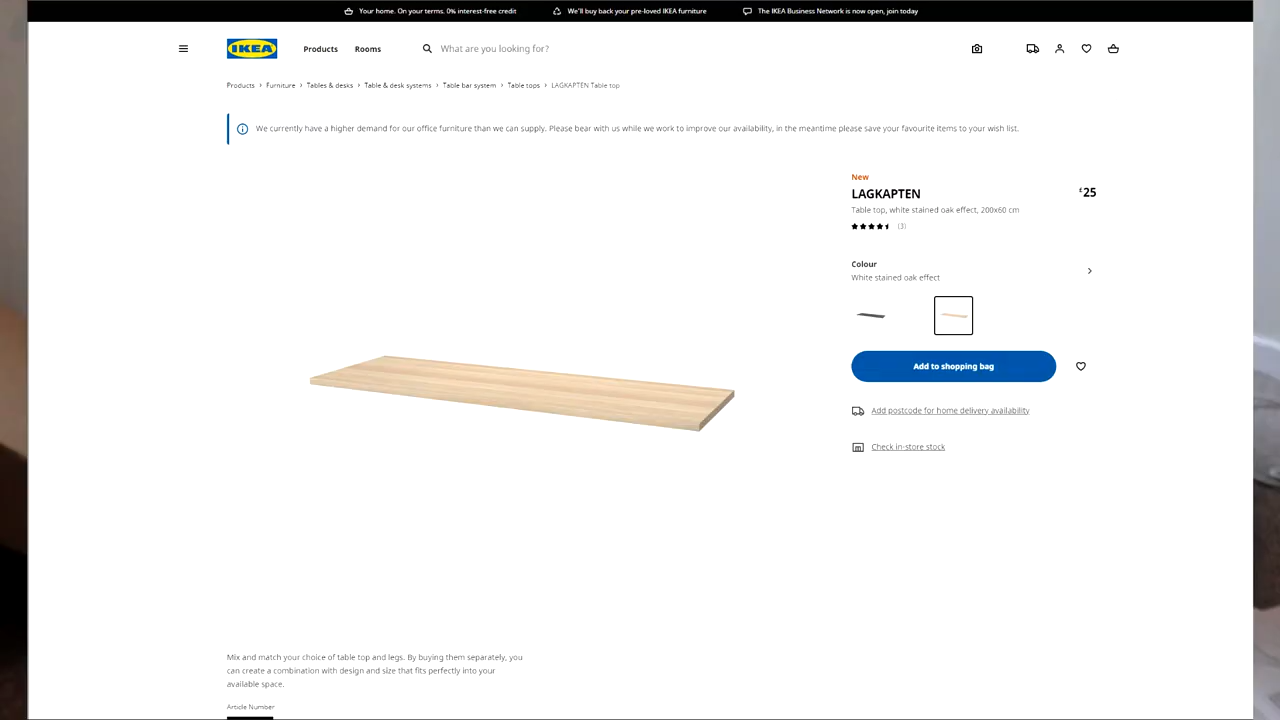 Your home. On your terms. 0% interest-free credit
We'll buy back your pre-loved IKEA furniture
The IKEA Business Network is now open, join today
IKEA
Products
Rooms
What are you looking for?
Products > Furniture > Tables & desks > Table & desk systems > Table bar system > Table tops > LAGKAPTEN Table top
We currently have a higher demand for our office furniture than we can supply. Please bear with us while we work to improve our availability, in the meantime please save your favourite items to your wish list.
New
LAGKAPTEN
£25
Table top, white stained oak effect, 200x60 cm
(3)
Colour
White stained oak effect
Add to shopping bag
Add postcode for home delivery availability
Check in-store stock
Mix and match your choice of table top and legs. By buying them separately, you
can create a combination with design and size that fits perfectly into your
available space.
Article Number